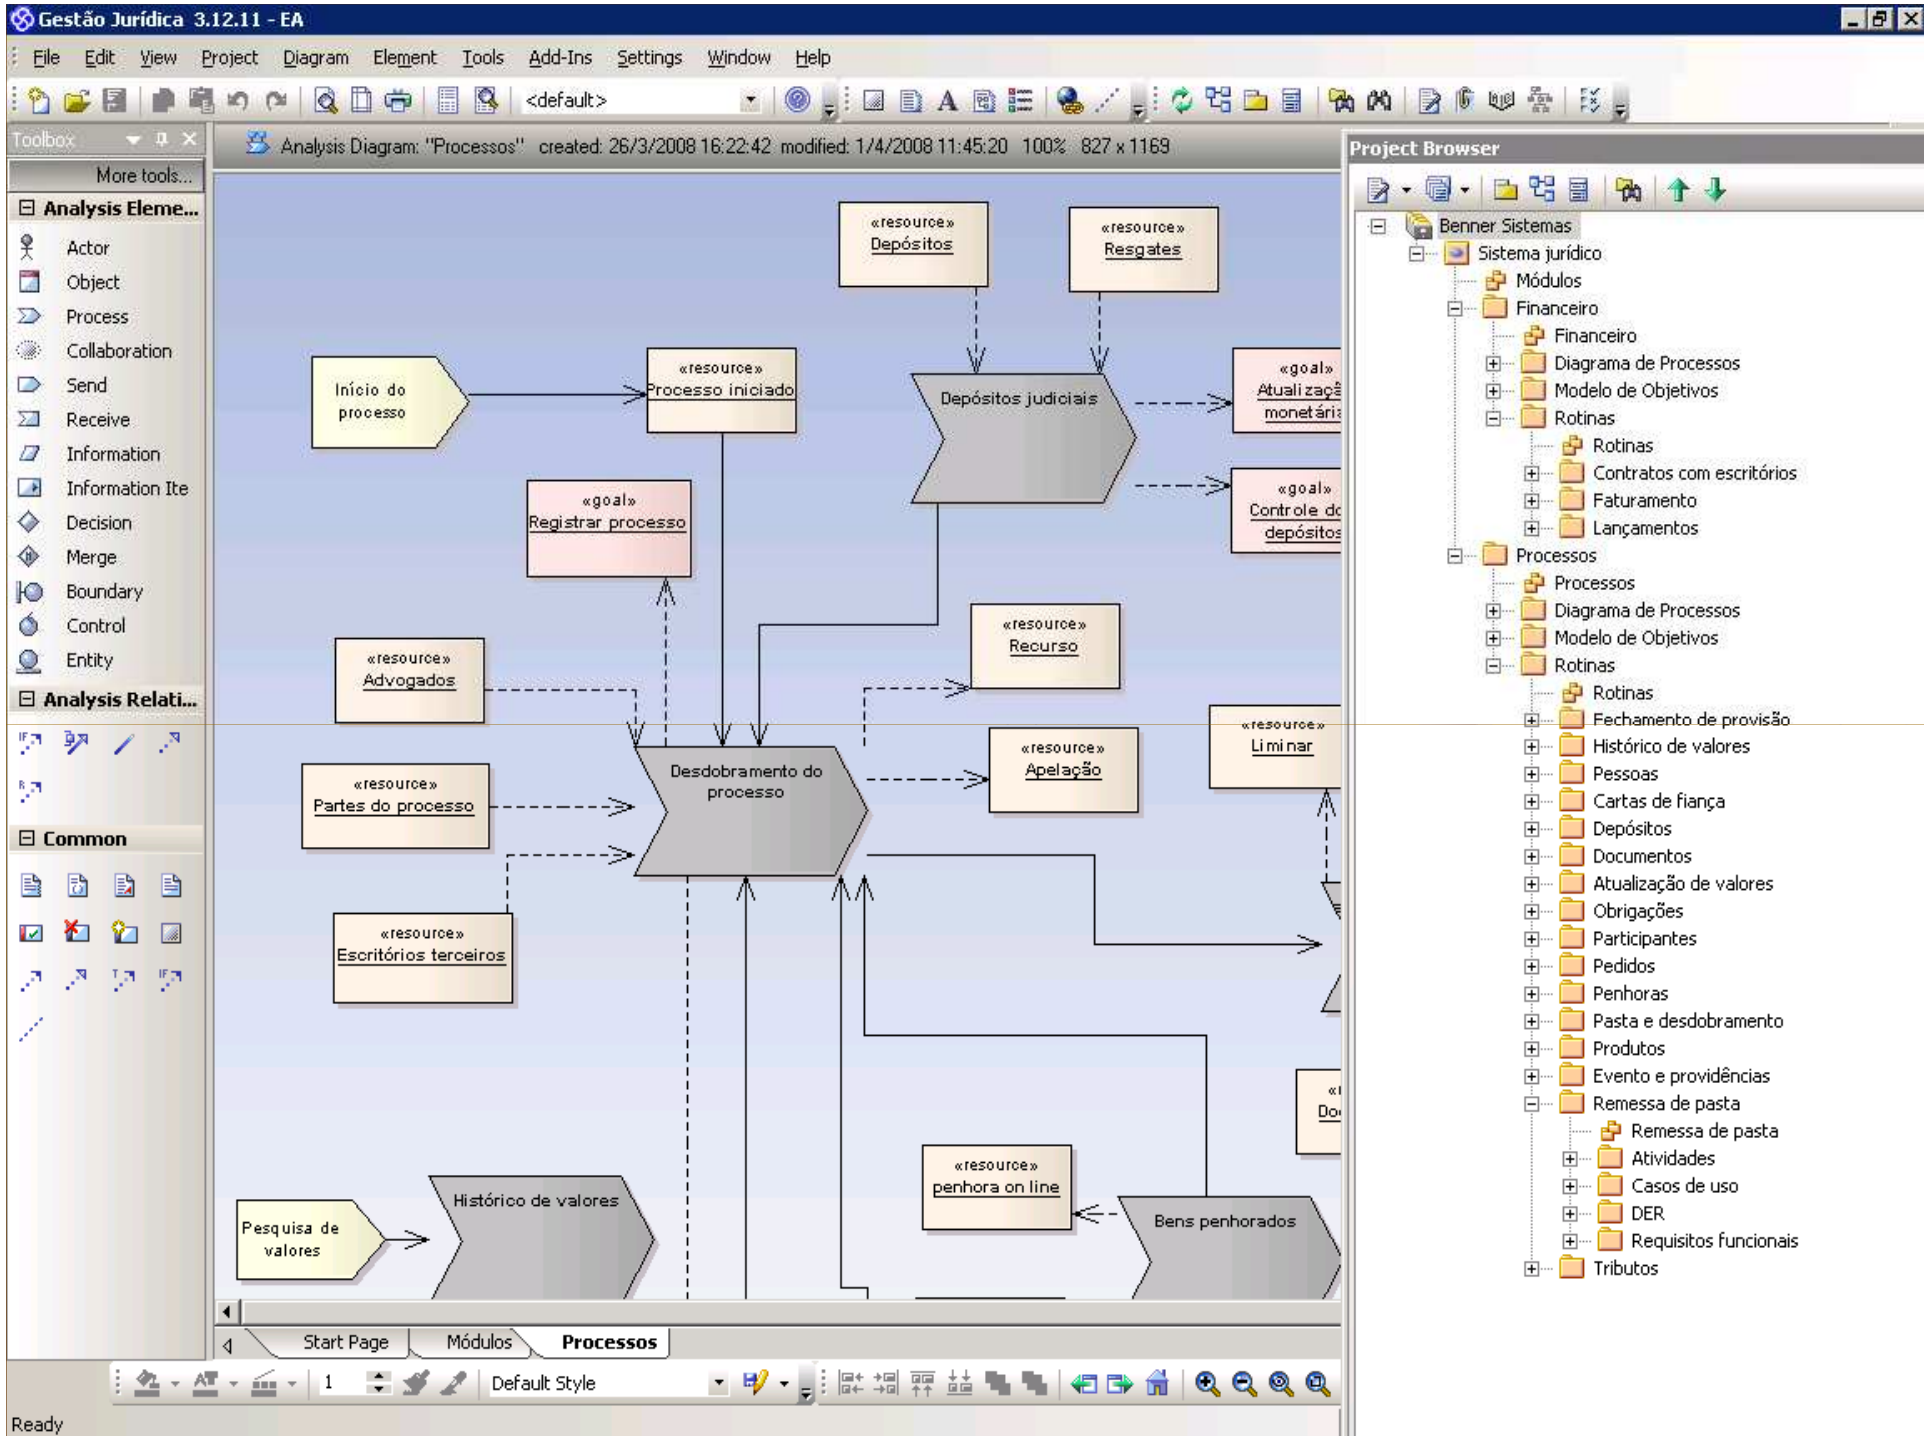 Gestão Jurídica 3.12.11 - EA
File Edit View Project Diagram Element Tools Add-Ins Settings Window Help
<default>
Toolbox
More tools...
Analysis Eleme...
Actor
Object
Process
Collaboration
Send
Receive
Information
Information Ite
Decision
Merge
Boundary
Control
Entity
Analysis Relati...
Common
Analysis Diagram: "Processos" created: 26/3/2008 16:22:42 modified: 1/4/2008 11:45:20 100% 827 x 1169
«resource»
Depósitos
«resource»
Resgates
Início do
processo
«resource»
Processo iniciado
Depósitos judiciais
«goal»
Atualizaçã
monetária
«goal»
Registrar processo
«goal»
Controle do
depósitos
«resource»
Recurso
«resource»
Advogados
«resource»
Liminar
«resource»
Apelação
Desdobramento do
processo
«resource»
Partes do processo
«resource»
Escritórios terceiros
Doc
«resource»
penhora on line
Histórico de valores
Pesquisa de
valores
Bens penhorados
Start Page Módulos Processos
1 Default Style
Ready
Project Browser
Benner Sistemas
Sistema jurídico
Módulos
Financeiro
Financeiro
Diagrama de Processos
Modelo de Objetivos
Rotinas
Rotinas
Contratos com escritórios
Faturamento
Lançamentos
Processos
Processos
Diagrama de Processos
Modelo de Objetivos
Rotinas
Rotinas
Fechamento de provisão
Histórico de valores
Pessoas
Cartas de fiança
Depósitos
Documentos
Atualização de valores
Obrigações
Participantes
Pedidos
Penhoras
Pasta e desdobramento
Produtos
Evento e providências
Remessa de pasta
Remessa de pasta
Atividades
Casos de uso
DER
Requisitos funcionais
Tributos